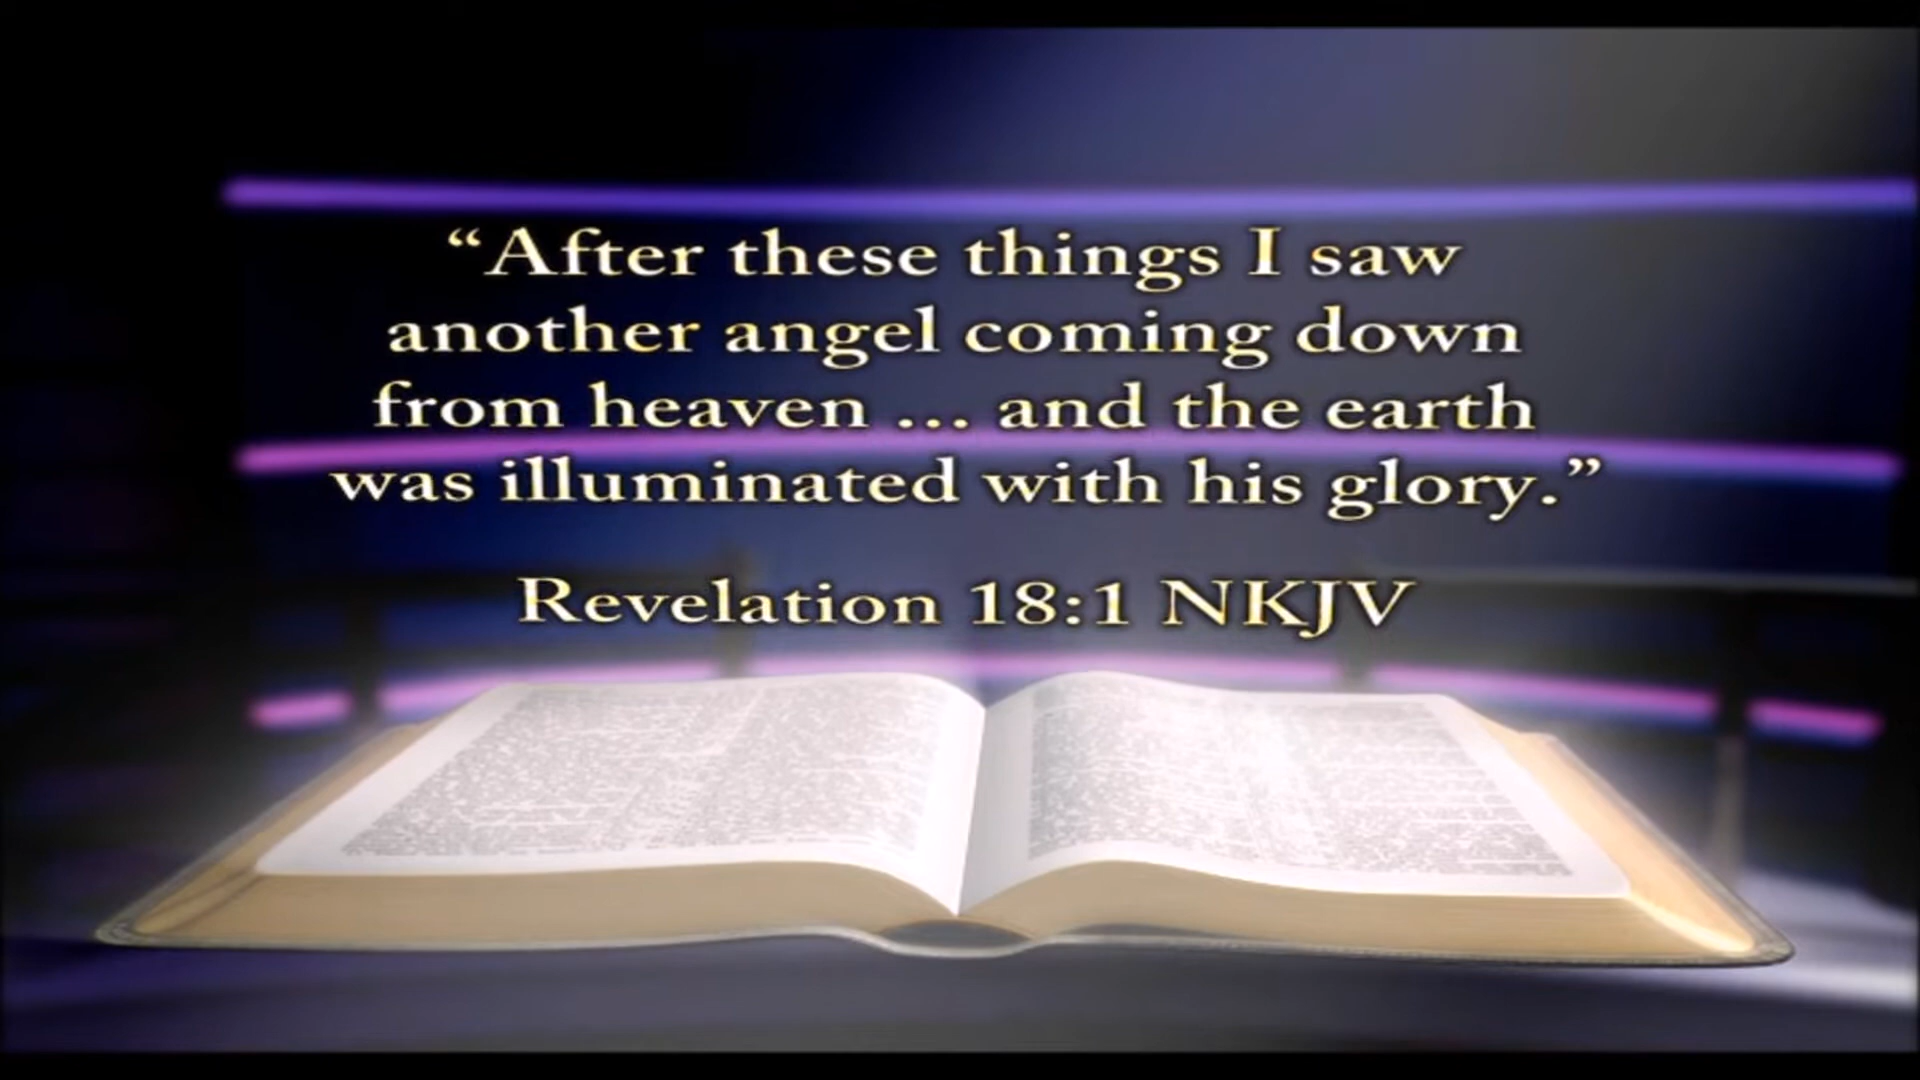 “After these things I saw
another angel coming down
from heaven ... and the earth
was illuminated with his glory.”
Revelation 18:1 NKJV